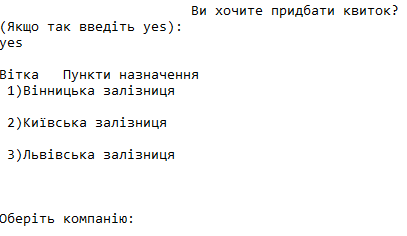 Ви хочите придбати квиток?
(Якщо так введіть yes):
yes
Вітка Пункти назначення
1)Вінницька залізниця
2)Київська залізниця
3)Львівська залізниця
Оберіть компанію: